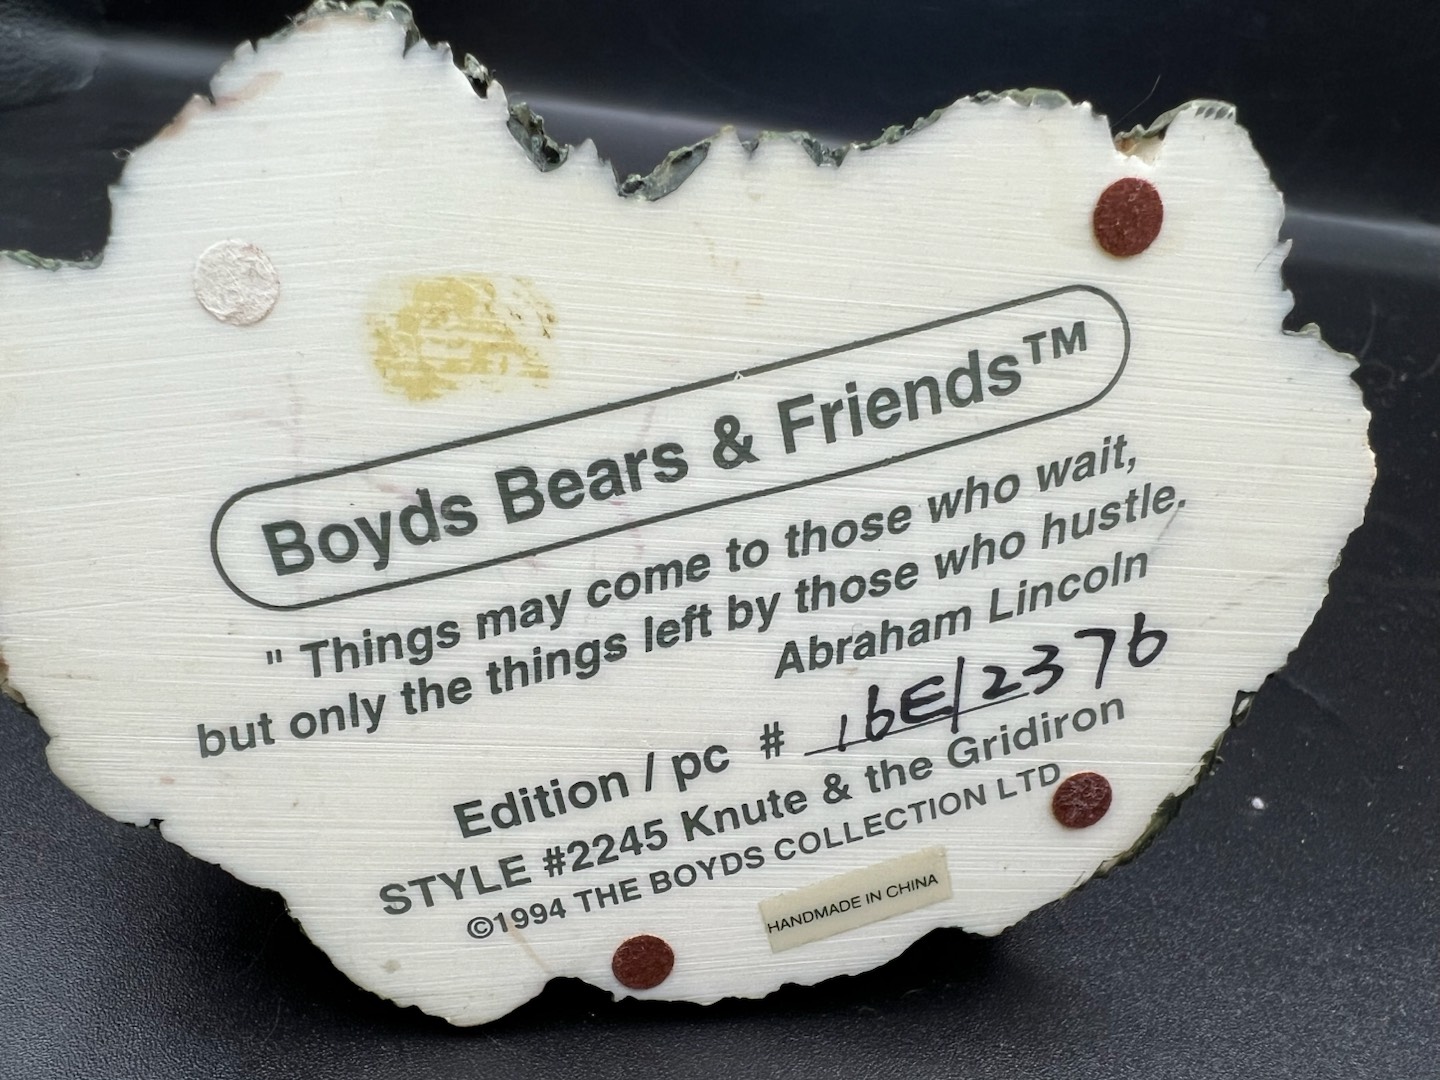 Boyds Bears & Friends™
" Things may come to those who wait,
but only the things left by those who hustle.
Abraham Lincoln
Edition / pc # 16E/2376
STYLE #2245 Knute & the Gridiron
©1994 THE BOYDS COLLECTION LTD
HANDMADE IN CHINA